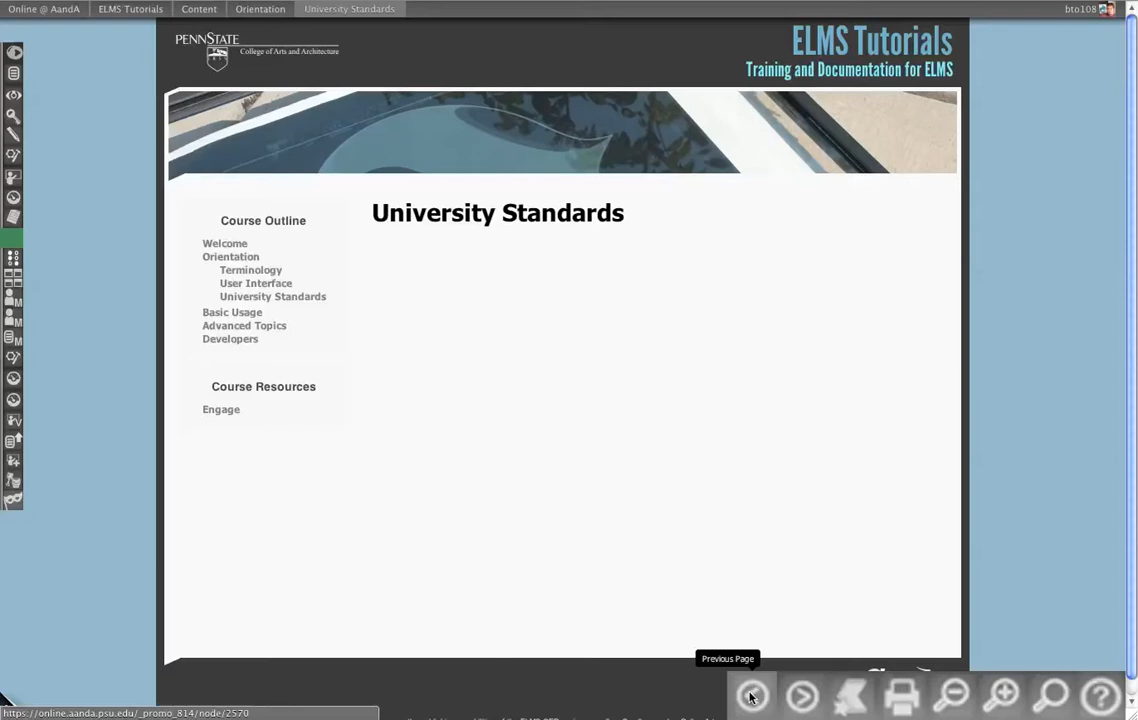 Online @ AandA
ELMS Tutorials
Content
Orientation
University Standards
bto108
PENNSTATE
College of Arts and Architecture
ELMS Tutorials
Training and Documentation for ELMS
Course Outline
Welcome
Orientation
Terminology
User Interface
University Standards
Basic Usage
Advanced Topics
Developers
Course Resources
Engage
University Standards
Previous Page
https://online.aanda.psu.edu/_promo_814/node/2570